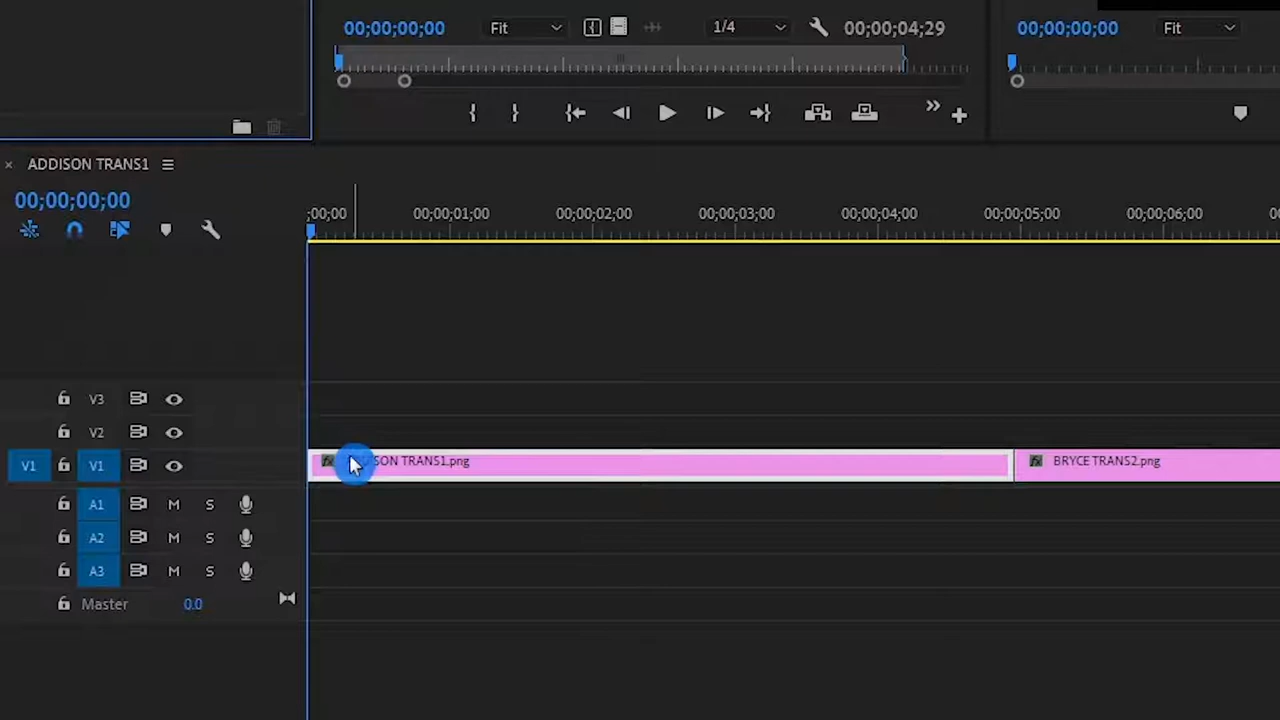 00;00;00;00 Fit 1/4 00;00;04;29 00;00;00;00 Fit
ADDISON TRANS1
00;00;00;00
;00;00 00;00;01;00 00;00;02;00 00;00;03;00 00;00;04;00 00;00;05;00 00;00;06;00 0
V3
V2
V1 V1 fx ADDISON TRANS1.png fx BRYCE TRANS2.png
A1 M S
A2 M S
A3 M S
Master 0.0